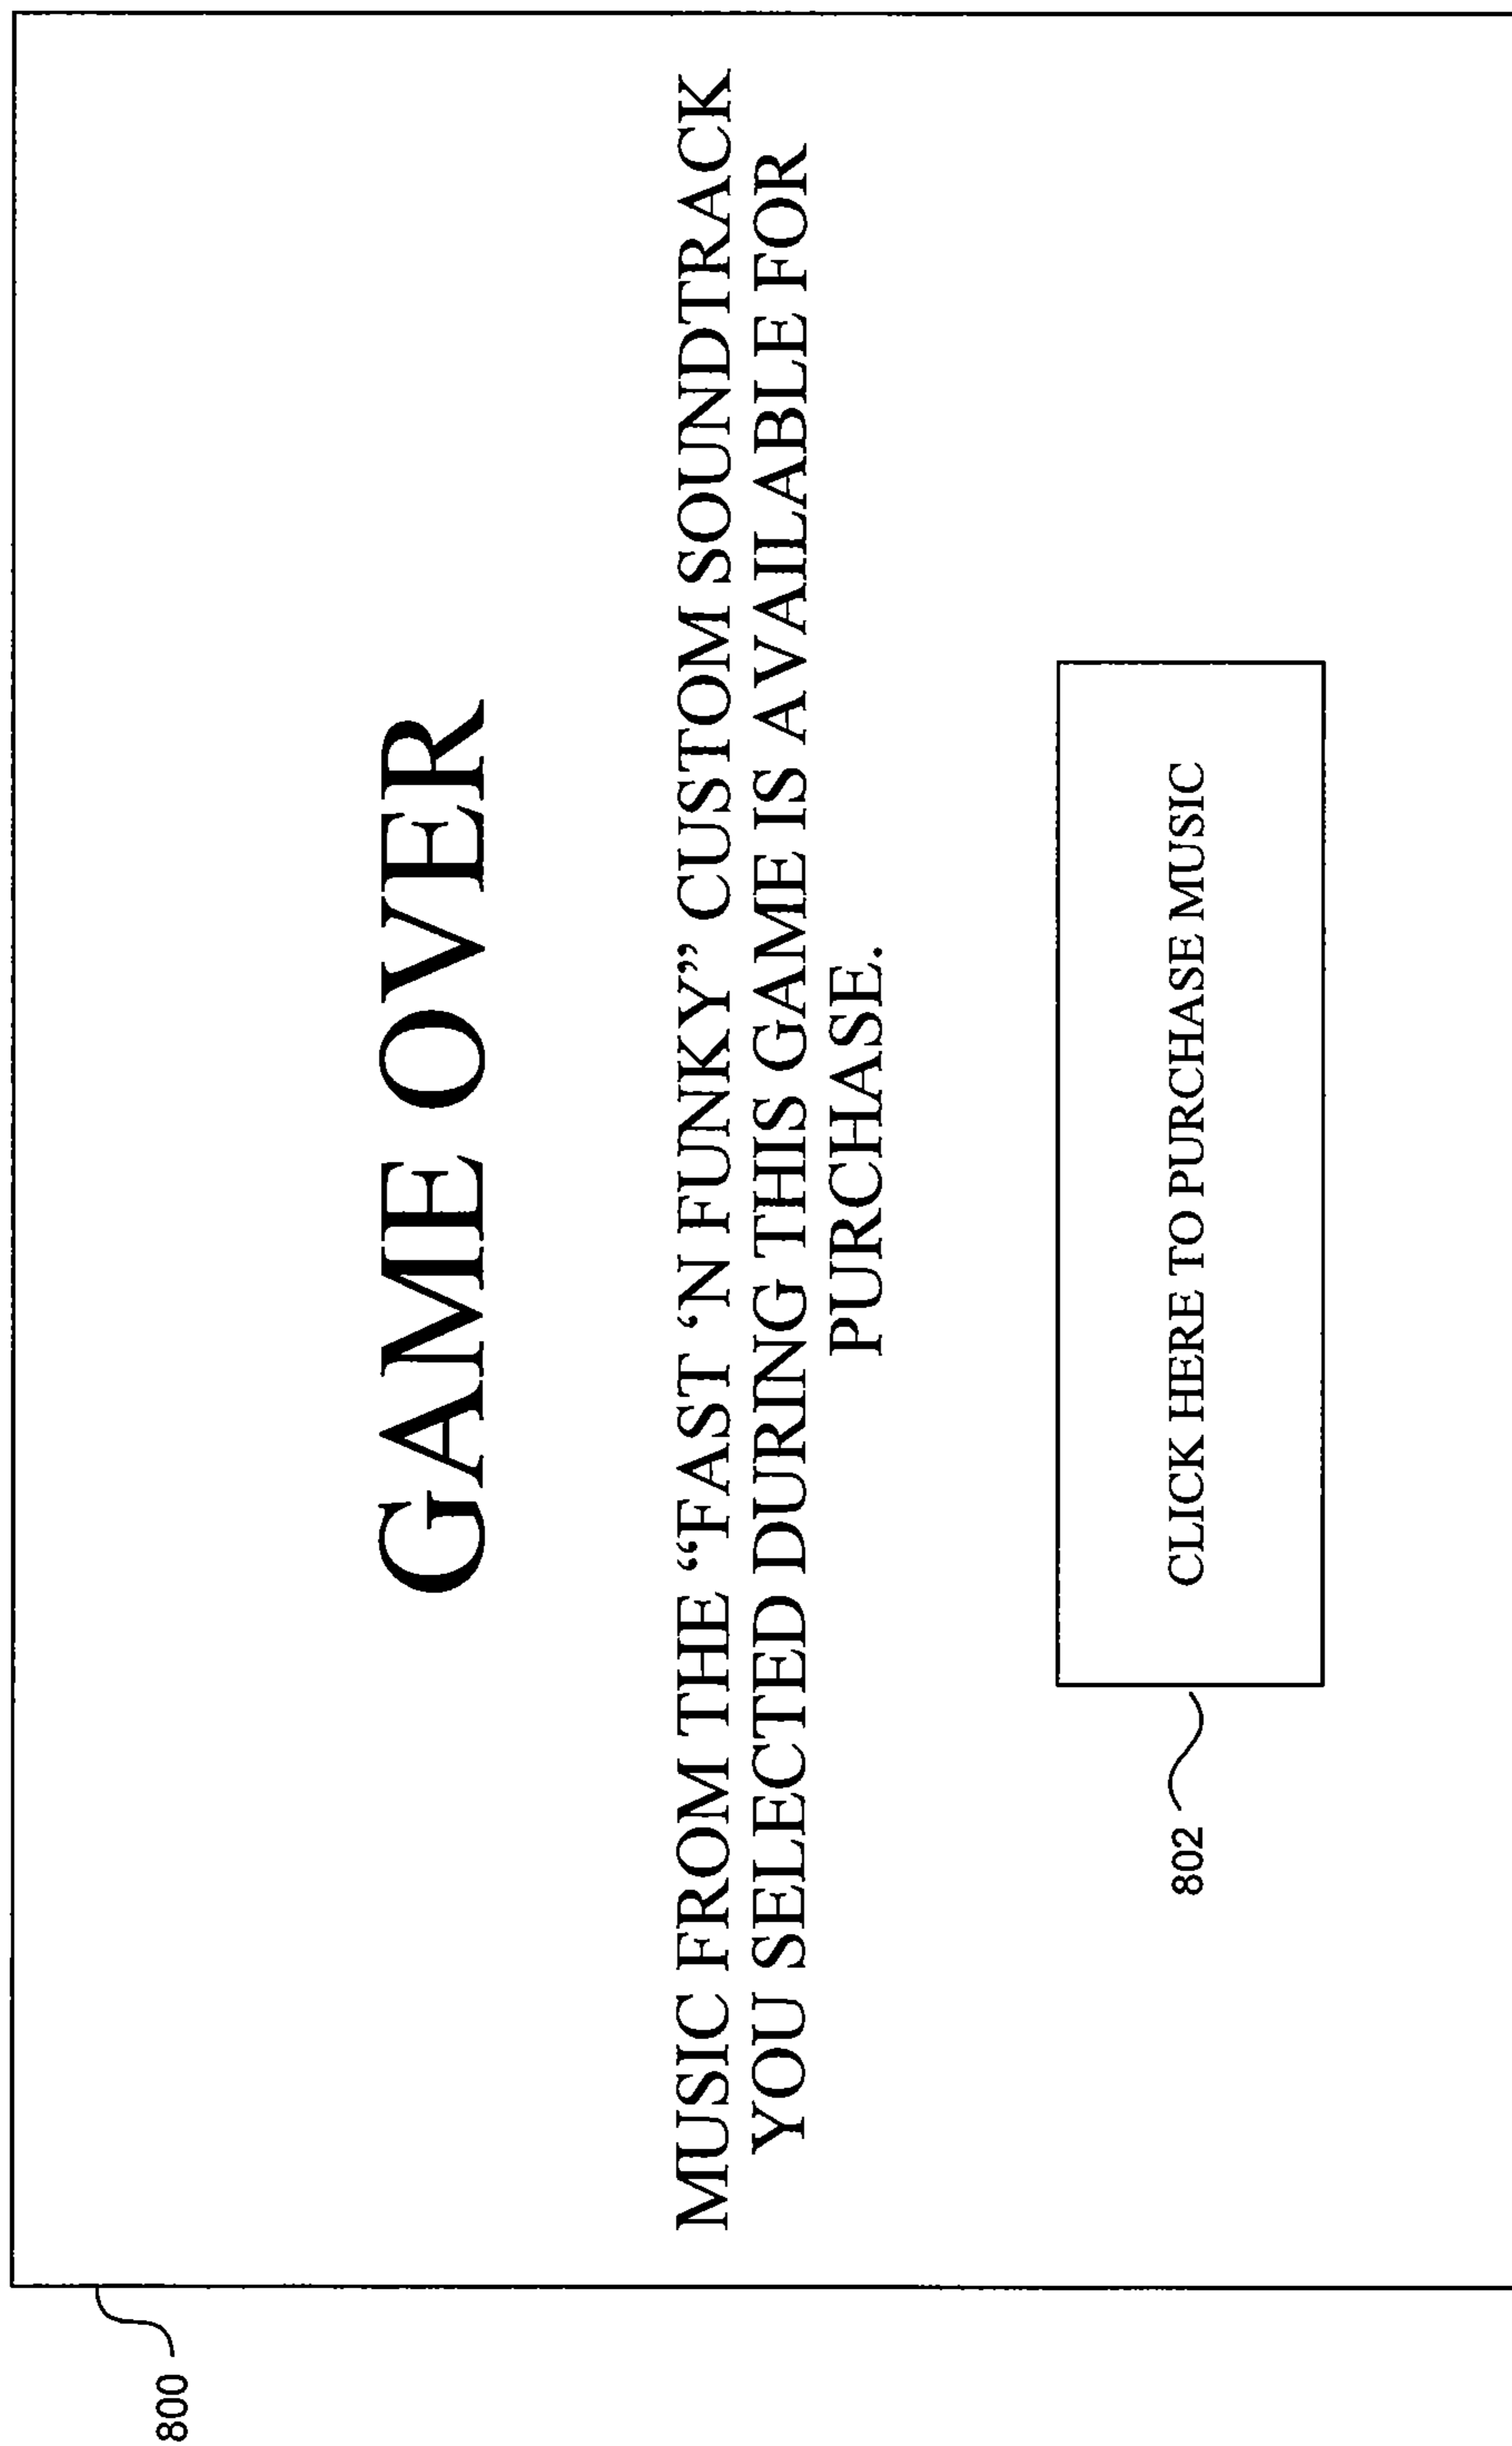 800
GAME OVER
MUSIC FROM THE “FAST ‘N FUNKY” CUSTOM SOUNDTRACK
YOU SELECTED DURING THIS GAME IS AVAILABLE FOR
PURCHASE.
802
CLICK HERE TO PURCHASE MUSIC